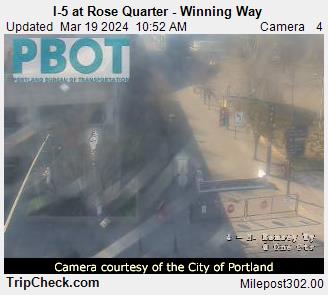 I-5 at Rose Quarter - Winning Way
Updated Mar 19 2024 10:52 AM Camera 4
PBOT
PORTLAND BUREAU OF TRANSPORTATION
Camera courtesy of the City of Portland
TripCheck.com Milepost302.00